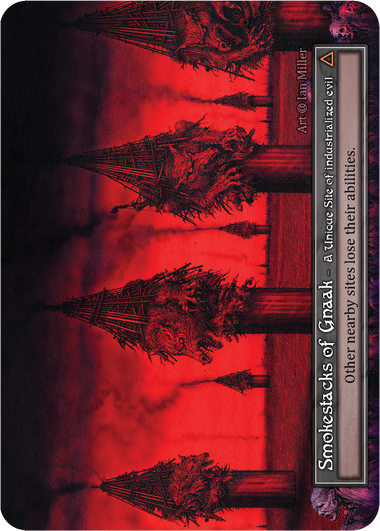 Art @ Ian Miller
Smokestacks of Gnaak – A Unique Site of industrialized evil
Other nearby sites lose their abilities.